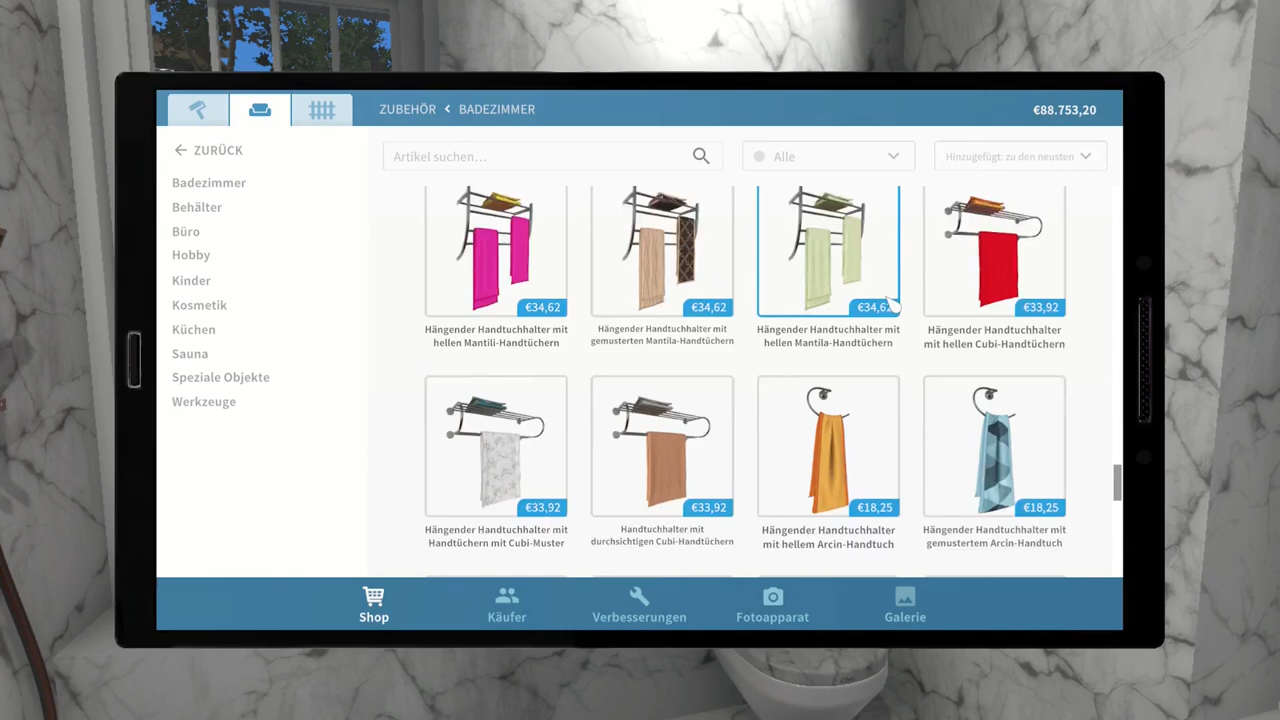 ZUBEHÖR < BADEZIMMER
€88.753,20
ZURÜCK
Artikel suchen...
Alle
Hinzugefügt: zu den neusten
Badezimmer
Behälter
Büro
Hobby
Kinder
Kosmetik
Küchen
Sauna
Speziale Objekte
Werkzeuge
€34,62
€34,62
€34,62
€33,92
Hängender Handtuchhalter mit
hellen Mantili-Handtüchern
Hängender Handtuchhalter mit
gemusterten Mantila-Handtüchern
Hängender Handtuchhalter mit
hellen Mantila-Handtüchern
Hängender Handtuchhalter
mit hellen Cubi-Handtüchern
€33,92
€33,92
€18,25
€18,25
Hängender Handtuchhalter mit
Handtüchern mit Cubi-Muster
Handtuchhalter mit
durchsichtigen Cubi-Handtüchern
Hängender Handtuchhalter
mit hellem Arcin-Handtuch
Hängender Handtuchhalter mit
gemustertem Arcin-Handtuch
Shop
Käufer
Verbesserungen
Fotoapparat
Galerie